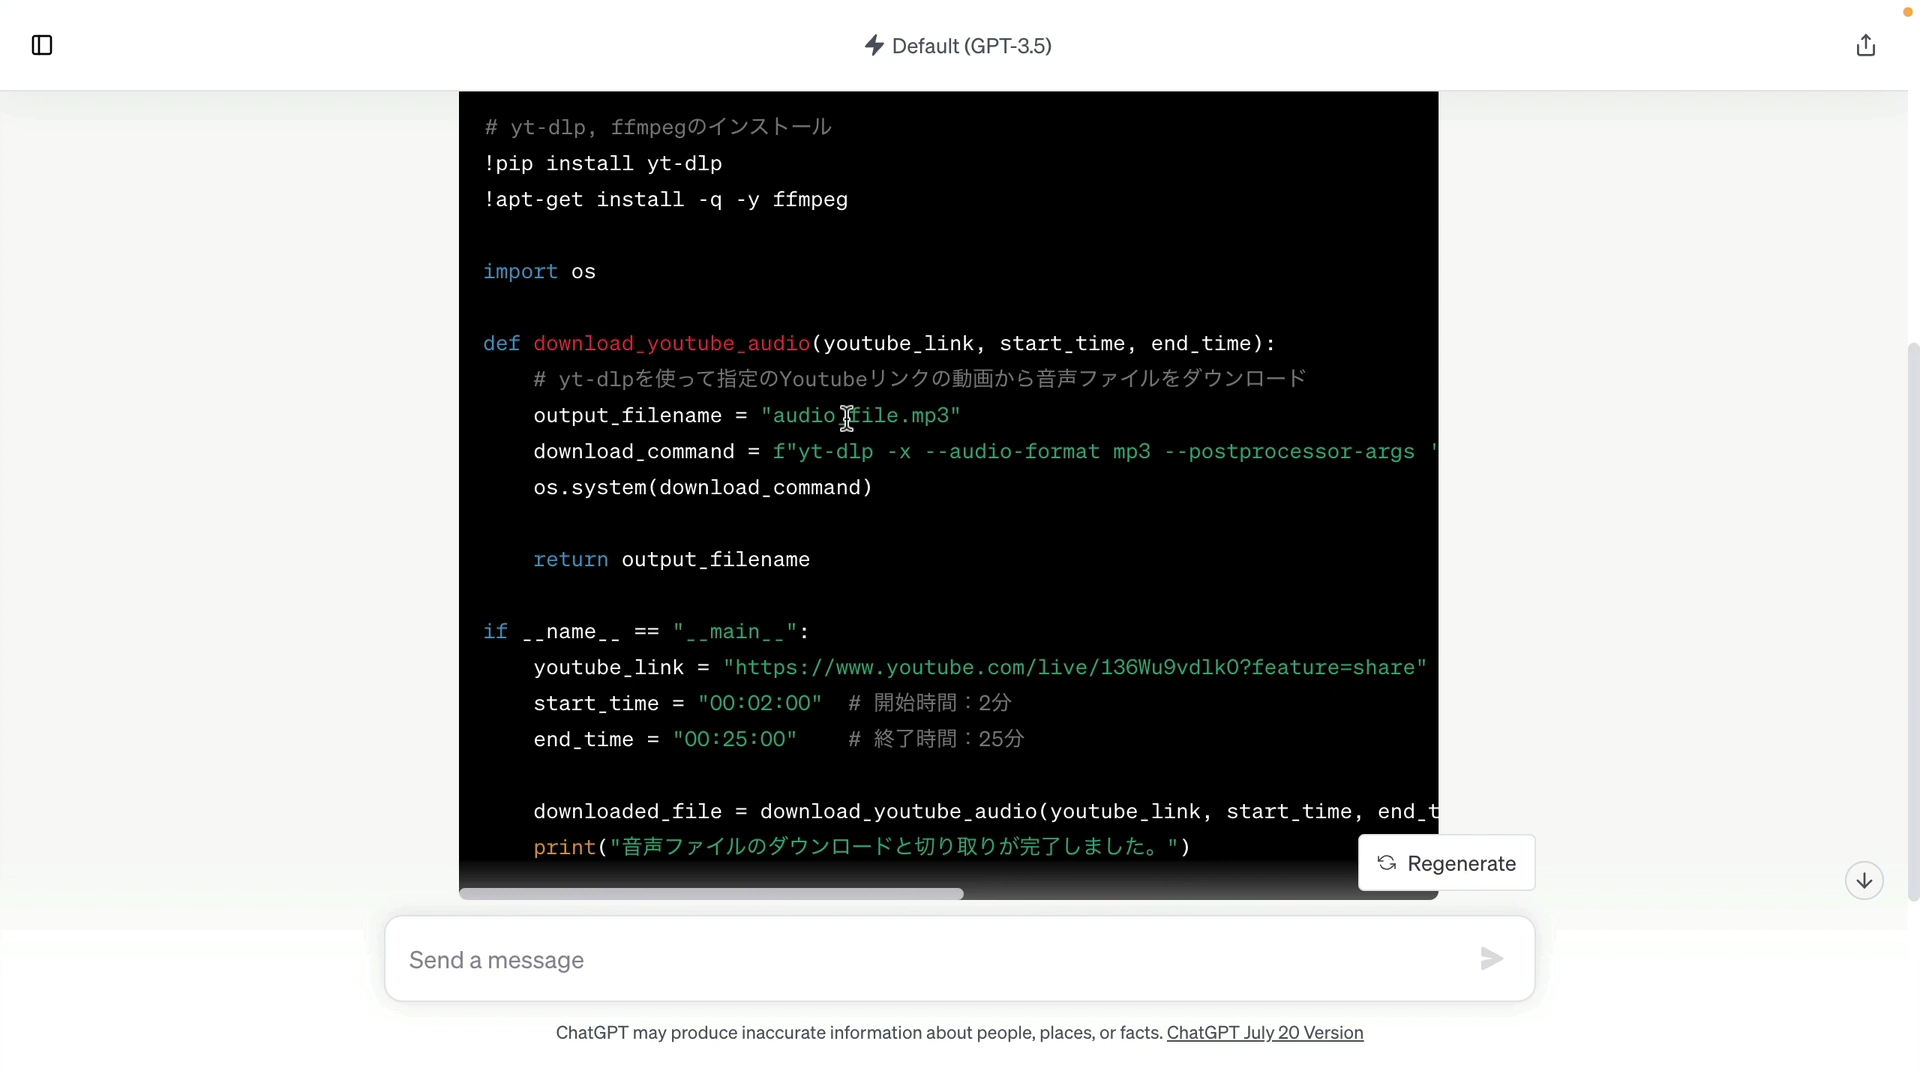 Default (GPT-3.5)
# yt-dlp, ffmpegのインストール
!pip install yt-dlp
!apt-get install -q -y ffmpeg
import os
def download_youtube_audio(youtube_link, start_time, end_time):
# yt-dlpを使って指定のYoutubeリンクの動画から音声ファイルをダウンロード
output_filename = "audio_file.mp3"
download_command = f"yt-dlp -x --audio-format mp3 --postprocessor-args '
os.system(download_command)
return output_filename
if __name__ == "__main__":
youtube_link = "https://www.youtube.com/live/136Wu9vdlk0?feature=share"
start_time = "00:02:00" # 開始時間：2分
end_time = "00:25:00" # 終了時間：25分
downloaded_file = download_youtube_audio(youtube_link, start_time, end_t
print("音声ファイルのダウンロードと切り取りが完了しました。")
Regenerate
Send a message
ChatGPT may produce inaccurate information about people, places, or facts. ChatGPT July 20 Version